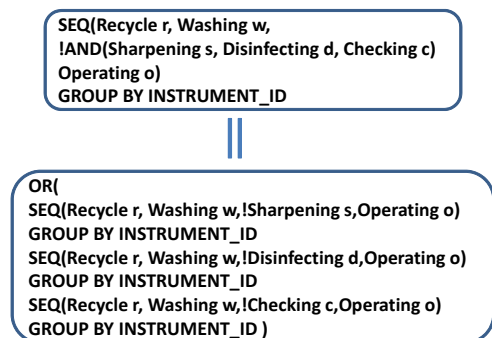 SEQ(Recycle r, Washing w,
!AND(Sharpening s, Disinfecting d, Checking c)
Operating o)
GROUP BY INSTRUMENT_ID
OR(
SEQ(Recycle r, Washing w,!Sharpening s,Operating o)
GROUP BY INSTRUMENT_ID
SEQ(Recycle r, Washing w,!Disinfecting d,Operating o)
GROUP BY INSTRUMENT_ID
SEQ(Recycle r, Washing w,!Checking c,Operating o)
GROUP BY INSTRUMENT_ID )